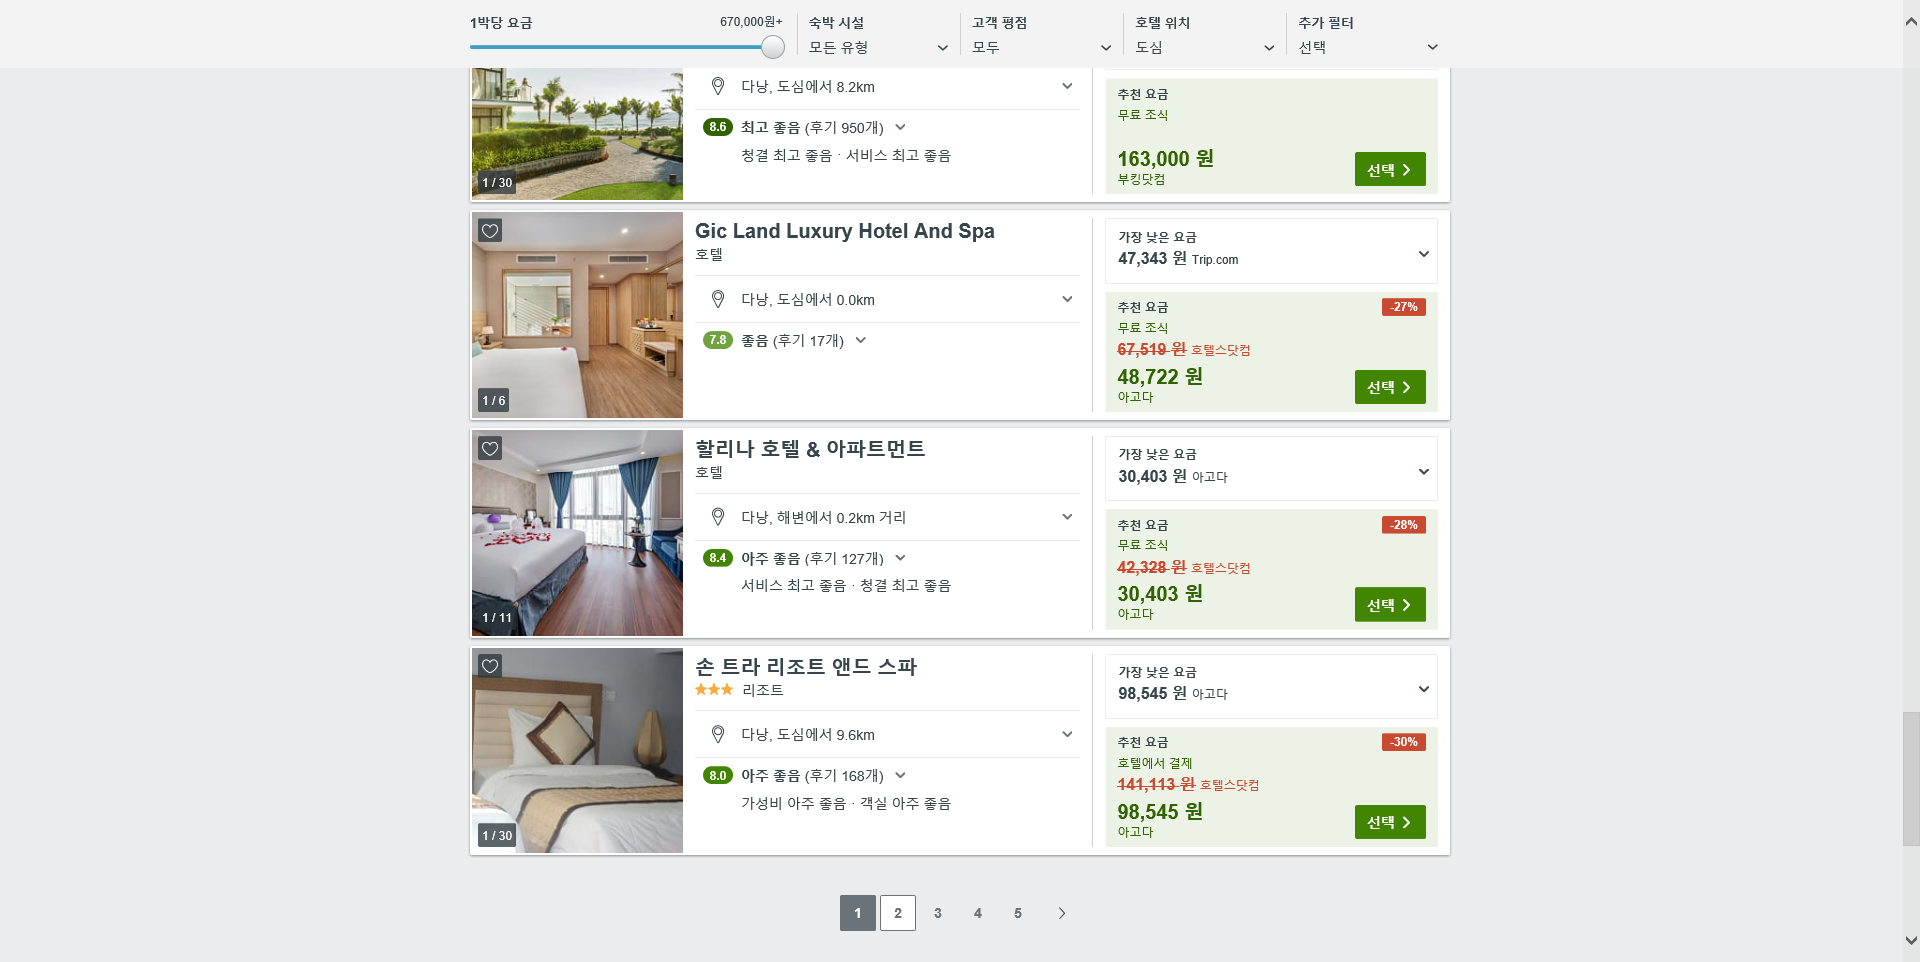 1박당 요금
670,000원+
숙박 시설
모든 유형
고객 평점
모두
호텔 위치
도심
추가 필터
선택
다낭, 도심에서 8.2km
8.6 최고 좋음 (후기 950개)
청결 최고 좋음 · 서비스 최고 좋음
1 / 30
추천 요금
무료 조식
163,000 원
부킹닷컴
선택
Gic Land Luxury Hotel And Spa
호텔
다낭, 도심에서 0.0km
7.8 좋음 (후기 17개)
1 / 6
가장 낮은 요금
47,343 원 Trip.com
추천 요금
-27%
무료 조식
67,519 원 호텔스닷컴
48,722 원
아고다
선택
할리나 호텔 & 아파트먼트
호텔
다낭, 해변에서 0.2km 거리
8.4 아주 좋음 (후기 127개)
서비스 최고 좋음 · 청결 최고 좋음
1 / 11
가장 낮은 요금
30,403 원 아고다
추천 요금
-28%
무료 조식
42,328 원 호텔스닷컴
30,403 원
아고다
선택
손 트라 리조트 앤드 스파
리조트
다낭, 도심에서 9.6km
8.0 아주 좋음 (후기 168개)
가성비 아주 좋음 · 객실 아주 좋음
1 / 30
가장 낮은 요금
98,545 원 아고다
추천 요금
-30%
호텔에서 결제
141,113 원 호텔스닷컴
98,545 원
아고다
선택
1 2 3 4 5